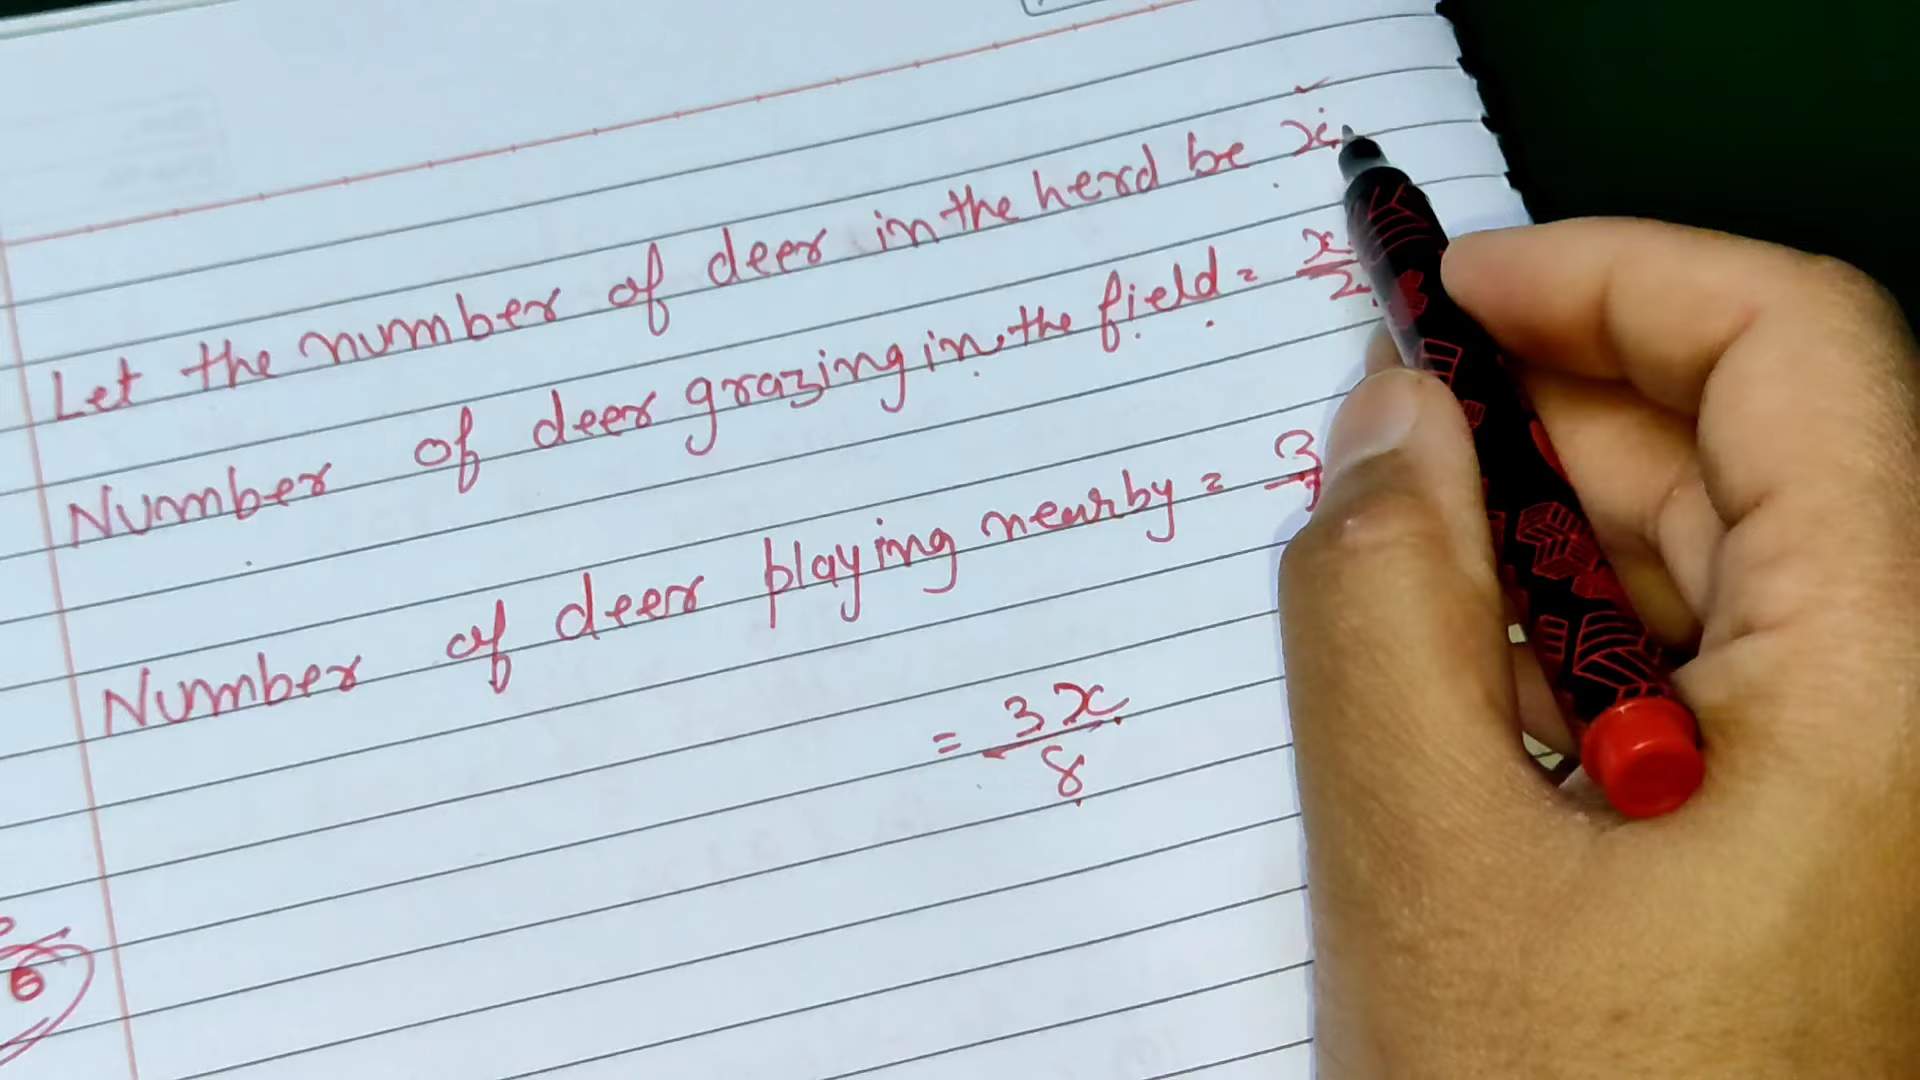 Let the number of deer in the herd be x.
Number of deer grazing in the field = x/2
Number of deer playing nearby = 3/
= 3x/8
6